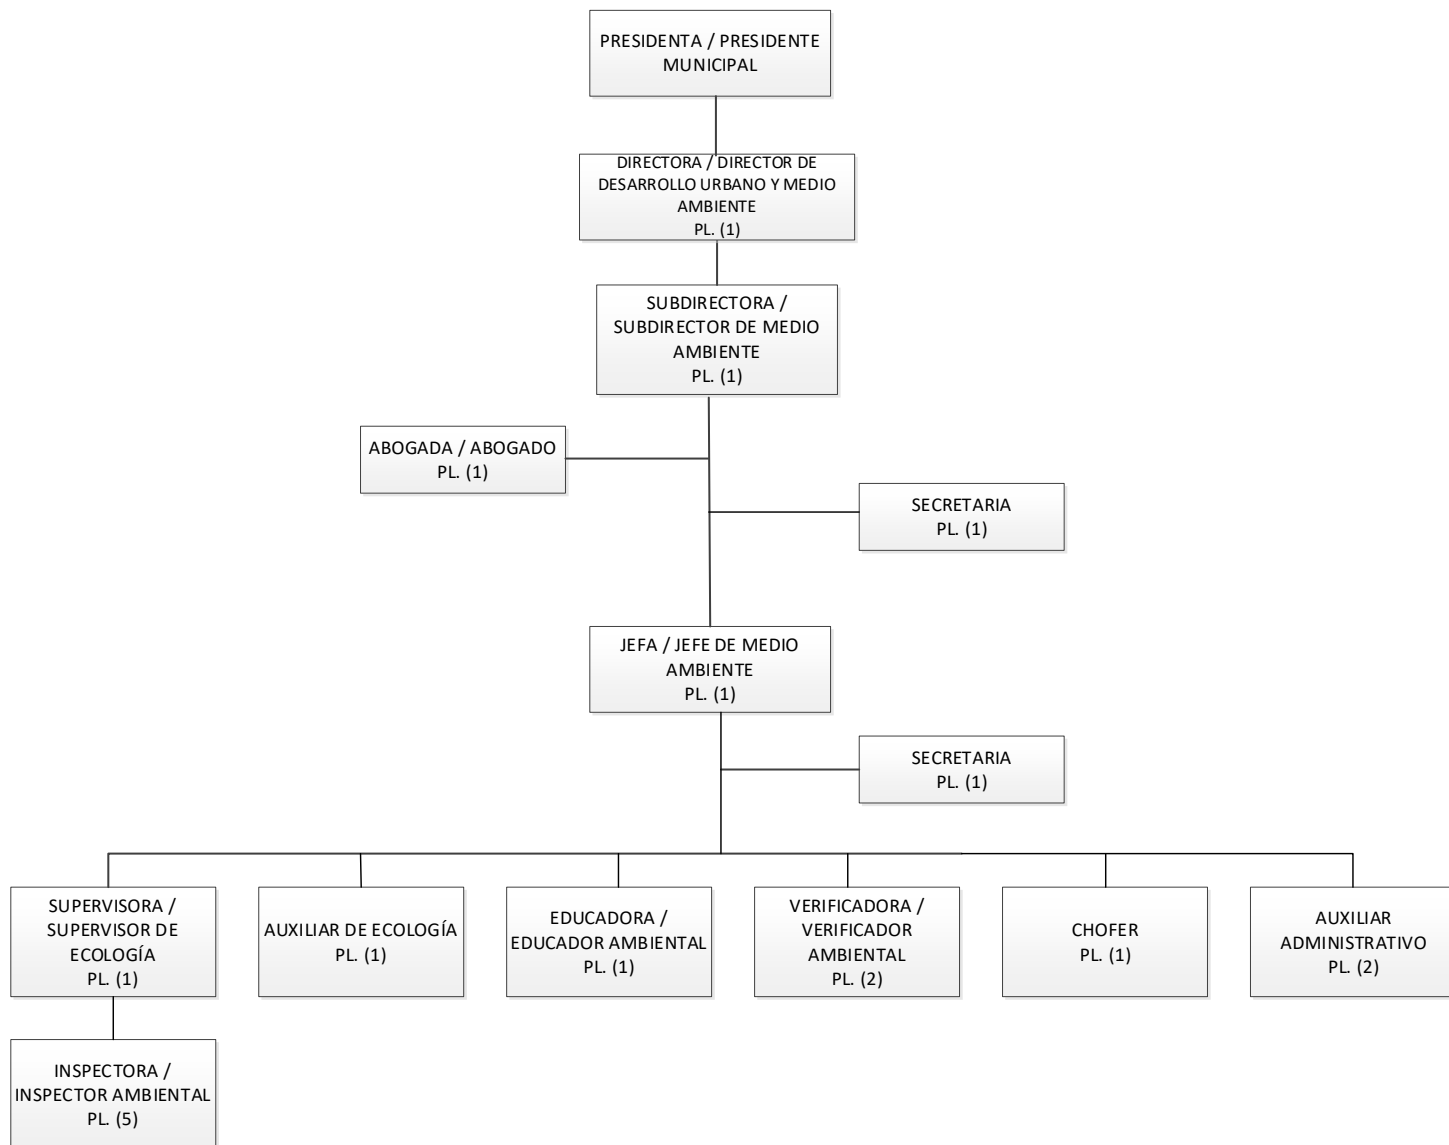 PRESIDENTA / PRESIDENTE
MUNICIPAL
DIRECTORA / DIRECTOR DE
DESARROLLO URBANO Y MEDIO
AMBIENTE
PL. (1)
SUBDIRECTORA /
SUBDIRECTOR DE MEDIO
AMBIENTE
PL. (1)
ABOGADA / ABOGADO
PL. (1)
SECRETARIA
PL. (1)
JEFA / JEFE DE MEDIO
AMBIENTE
PL. (1)
SECRETARIA
PL. (1)
SUPERVISORA /
SUPERVISOR DE
ECOLOGÍA
PL. (1)
AUXILIAR DE ECOLOGÍA
PL. (1)
EDUCADORA /
EDUCADOR AMBIENTAL
PL. (1)
VERIFICADORA /
VERIFICADOR
AMBIENTAL
PL. (2)
CHOFER
PL. (1)
AUXILIAR
ADMINISTRATIVO
PL. (2)
INSPECTORA /
INSPECTOR AMBIENTAL
PL. (5)